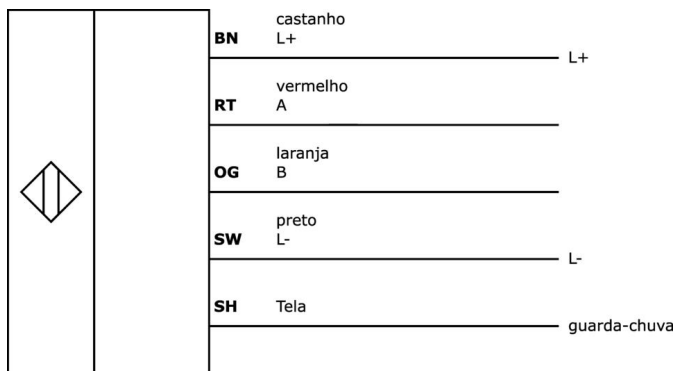 castanho
BN L+
L+
vermelho
RT A
laranja
OG B
preto
SW L-
L-
SH Tela
guarda-chuva